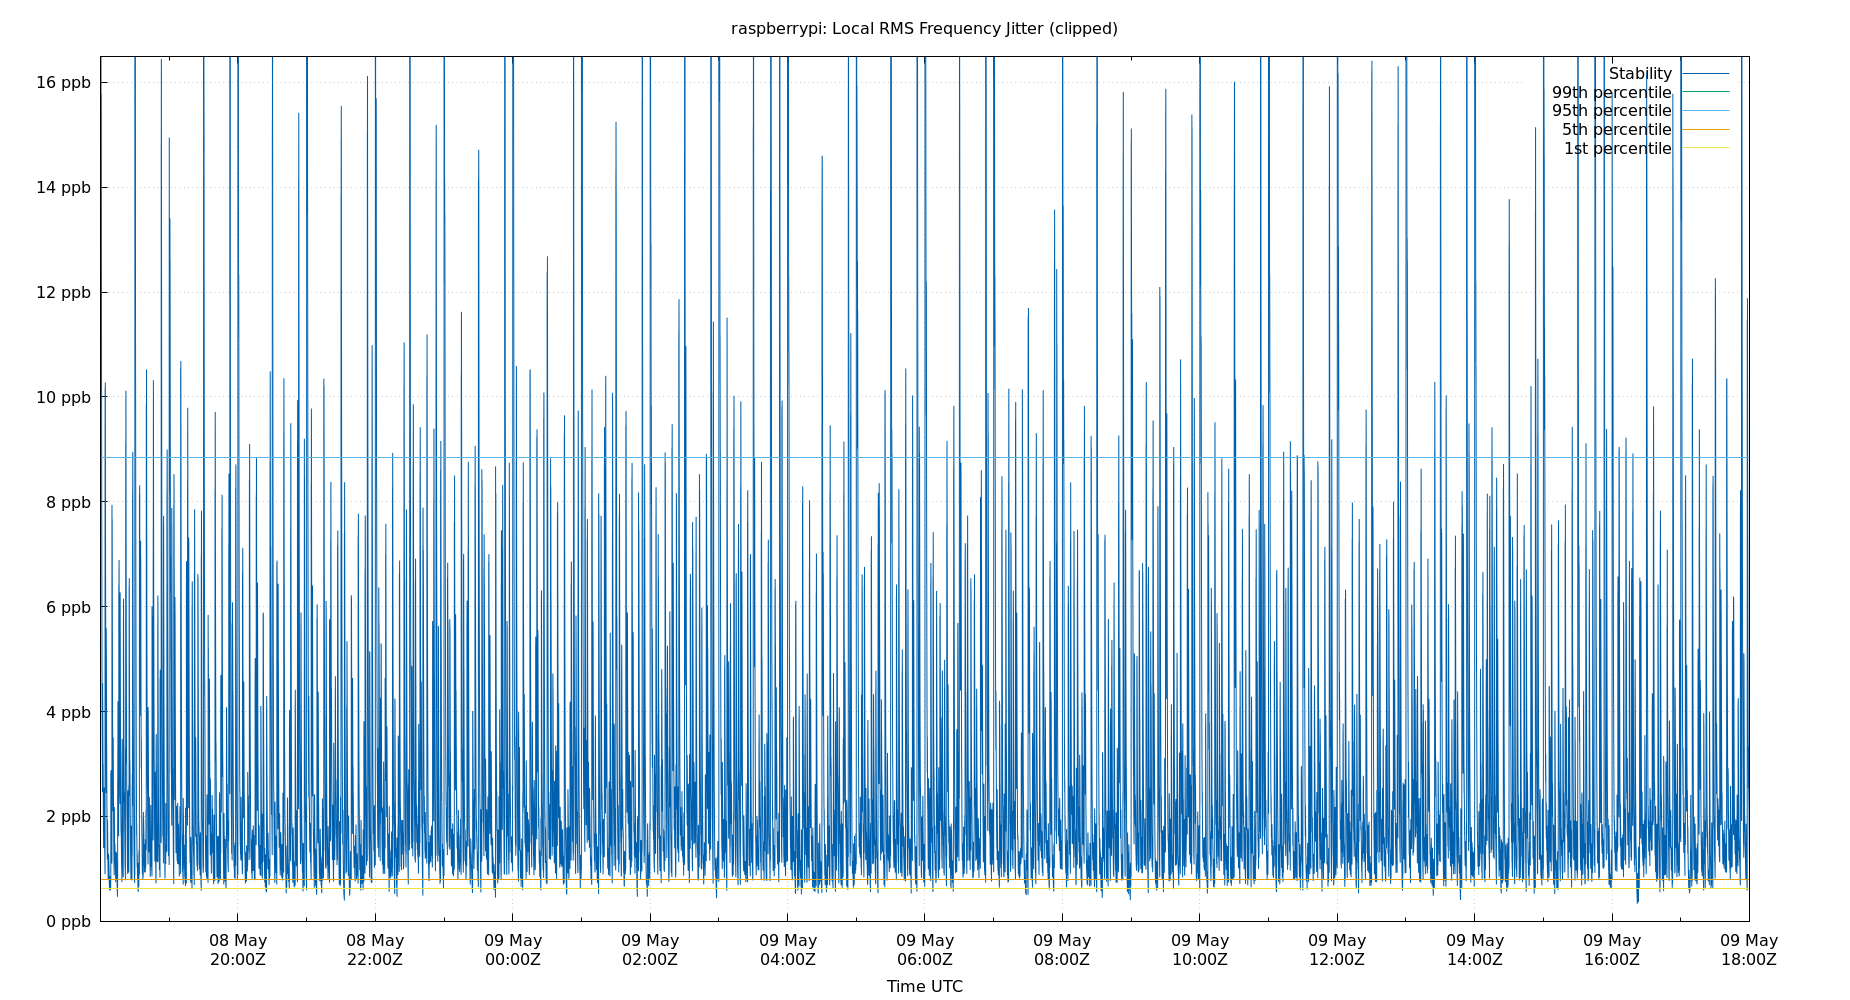 raspberrypi: Local RMS Frequency Jitter (clipped)
16 ppb
14 ppb
12 ppb
10 ppb
8 ppb
6 ppb
4 ppb
2 ppb
0 ppb
Stability
99th percentile
95th percentile
5th percentile
1st percentile
08 May 08 May 09 May 09 May 09 May 09 May 09 May 09 May 09 May 09 May 09 May 09 May
20:00Z 22:00Z 00:00Z 02:00Z 04:00Z 06:00Z 08:00Z 10:00Z 12:00Z 14:00Z 16:00Z 18:00Z
Time UTC